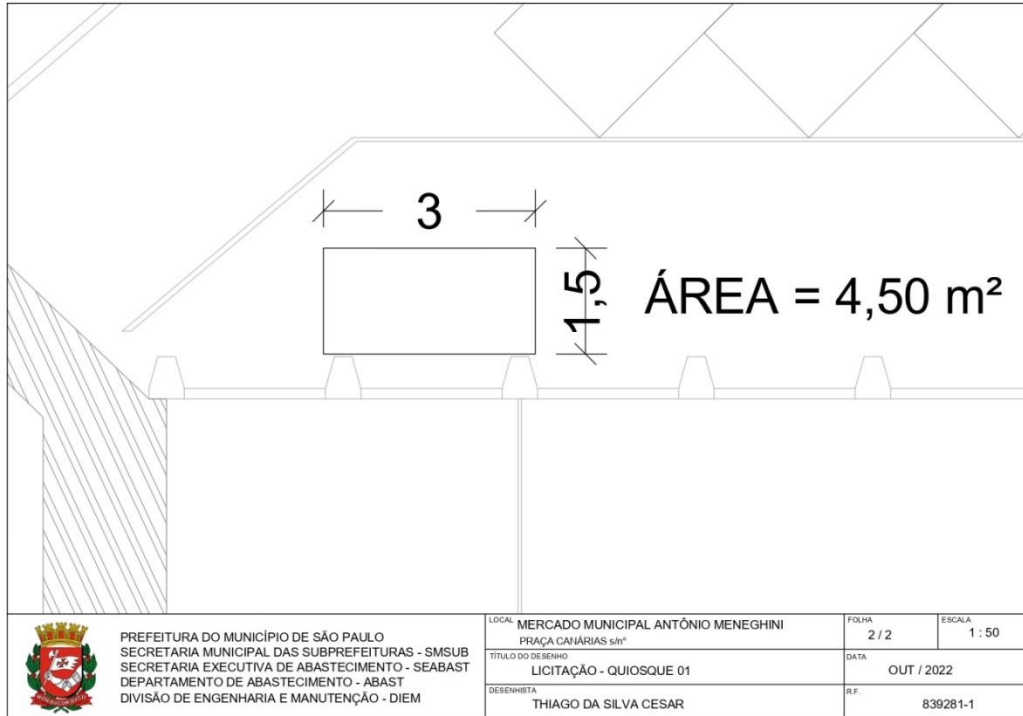 3
1,5
ÁREA = 4,50 m²
PREFEITURA DO MUNICÍPIO DE SÃO PAULO
SECRETARIA MUNICIPAL DAS SUBPREFEITURAS - SMSUB
SECRETARIA EXECUTIVA DE ABASTECIMENTO - SEABAST
DEPARTAMENTO DE ABASTECIMENTO - ABAST
DIVISÃO DE ENGENHARIA E MANUTENÇÃO - DIEM
LOCAL MERCADO MUNICIPAL ANTÔNIO MENEGHINI
PRAÇA CANÁRIAS s/nº
FOLHA
2 / 2
ESCALA
1 : 50
TÍTULO DO DESENHO
LICITAÇÃO - QUIOSQUE 01
DATA
OUT / 2022
DESENHISTA
THIAGO DA SILVA CESAR
R.F.
839281-1